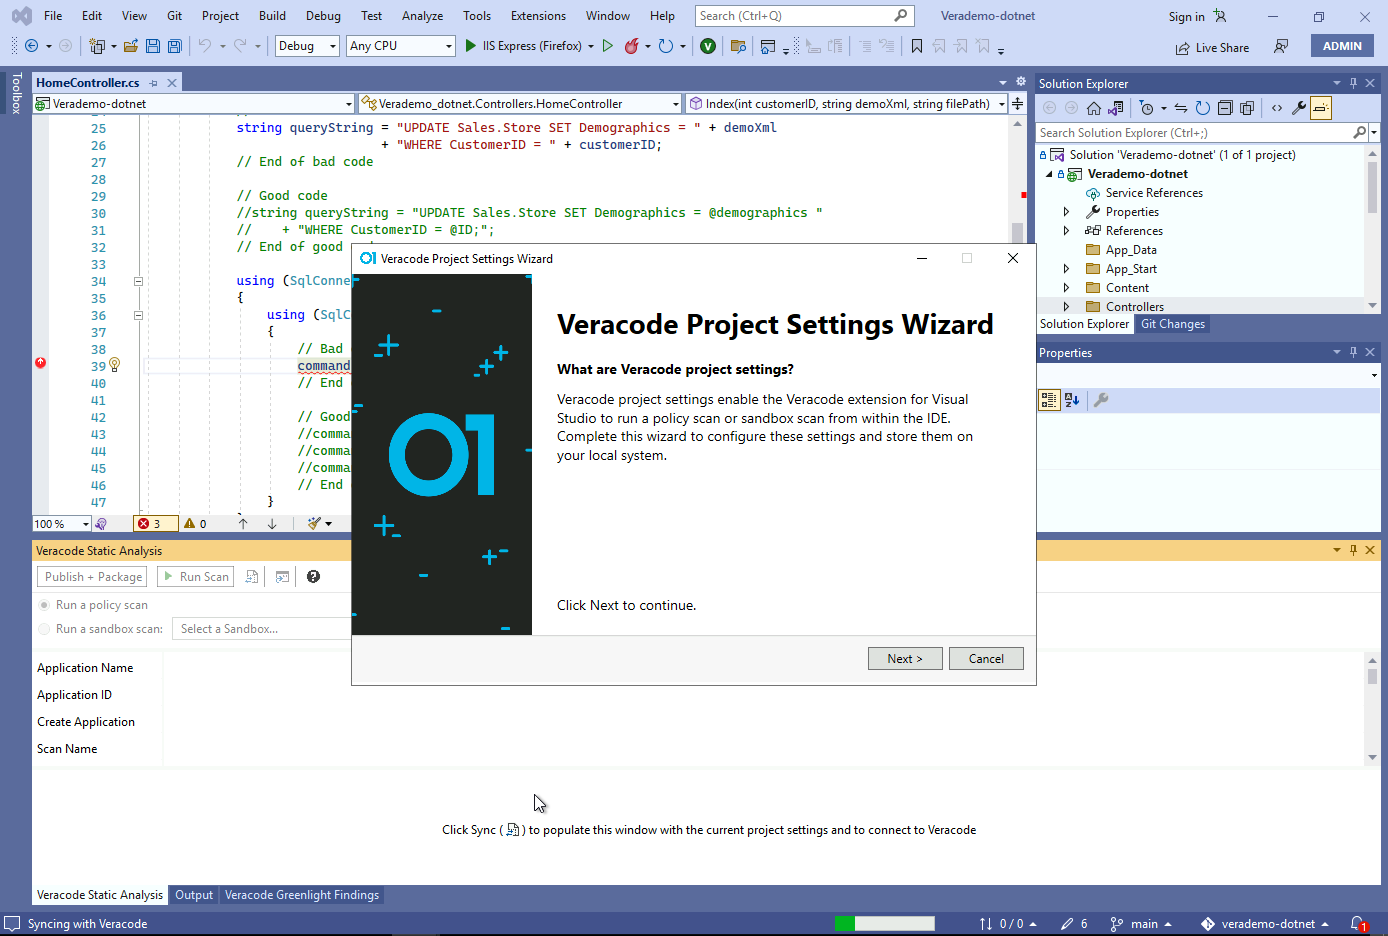 File Edit View Git Project Build Debug Test Analyze Tools Extensions Window Help Search (Ctrl+Q) Verademo-dotnet Sign in
Debug Any CPU IIS Express (Firefox) Live Share ADMIN
Toolbox
HomeController.cs
Verademo-dotnet Verademo_dotnet.Controllers.HomeController Index(int customerID, string demoXml, string filePath)
25 string queryString = "UPDATE Sales.Store SET Demographics = " + demoXml
26 + "WHERE CustomerID = " + customerID;
27 // End of bad code
28
29 // Good code
30 //string queryString = "UPDATE Sales.Store SET Demographics = @demographics "
31 // + "WHERE CustomerID = @ID;";
32 // End of good
33
34 using (SqlConne
35 {
36 using (SqlC
37 {
38 // Bad
39 command
40 // End
41
42 // Good
43 //comma
44 //comma
45 //comma
46 // End
47 }
100 % 3 0
Solution Explorer
Search Solution Explorer (Ctrl+;)
Solution 'Verademo-dotnet' (1 of 1 project)
Verademo-dotnet
Service References
Properties
References
App_Data
App_Start
Content
Controllers
Solution Explorer Git Changes
Properties
Veracode Project Settings Wizard
01
Veracode Project Settings Wizard
What are Veracode project settings?
Veracode project settings enable the Veracode extension for Visual
Studio to run a policy scan or sandbox scan from within the IDE.
Complete this wizard to configure these settings and store them on
your local system.
Click Next to continue.
Next > Cancel
Veracode Static Analysis
Publish + Package Run Scan
Run a policy scan
Run a sandbox scan: Select a Sandbox...
Application Name
Application ID
Create Application
Scan Name
Click Sync ( ) to populate this window with the current project settings and to connect to Veracode
Veracode Static Analysis Output Veracode Greenlight Findings
Syncing with Veracode 0 / 0 6 main verademo-dotnet 1